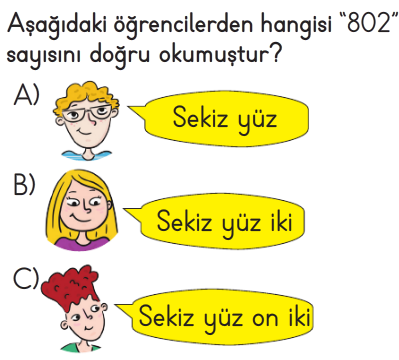 Aşağıdaki öğrencilerden hangisi “802”
sayısını doğru okumuştur?
A)
Sekiz yüz
B)
Sekiz yüz iki
C)
Sekiz yüz on iki